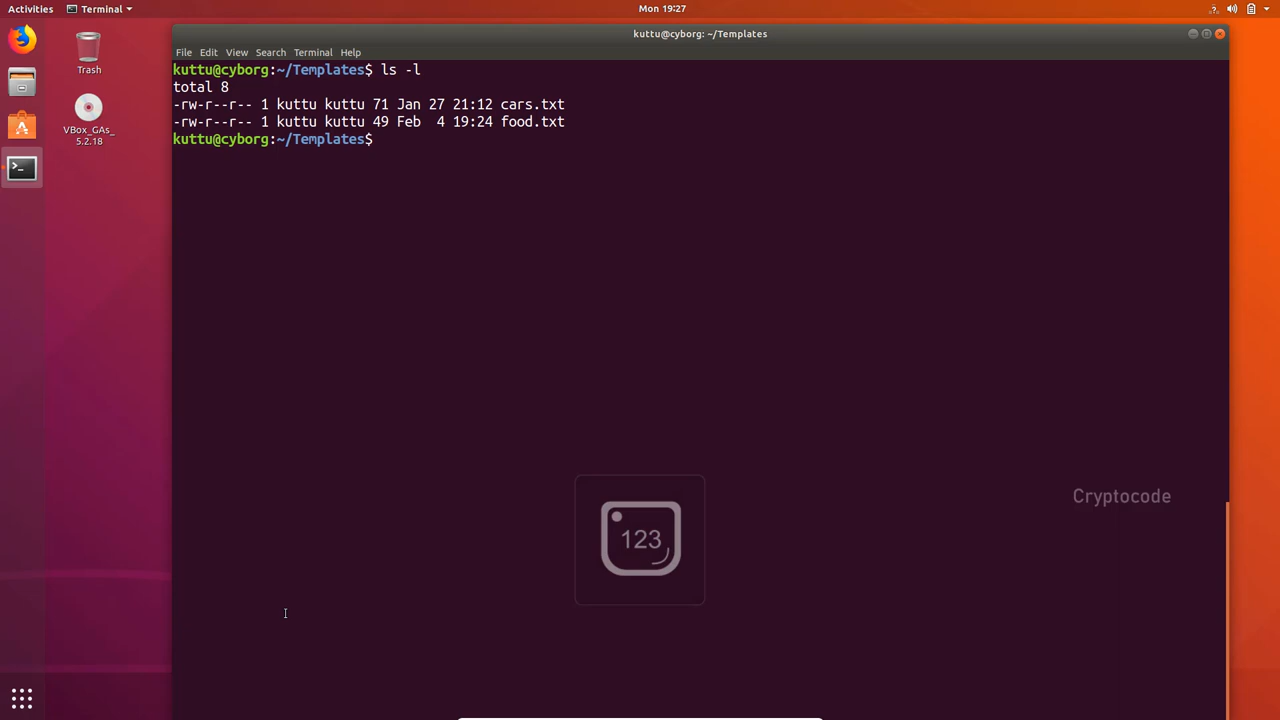 Activities
Terminal
Mon 19:27
kuttu@cyborg: ~/Templates
File Edit View Search Terminal Help
kuttu@cyborg:~/Templates$ ls -l
total 8
-rw-r--r-- 1 kuttu kuttu 71 Jan 27 21:12 cars.txt
-rw-r--r-- 1 kuttu kuttu 49 Feb  4 19:24 food.txt
kuttu@cyborg:~/Templates$
Trash
VBox_GAs_
5.2.18
Cryptocode
123